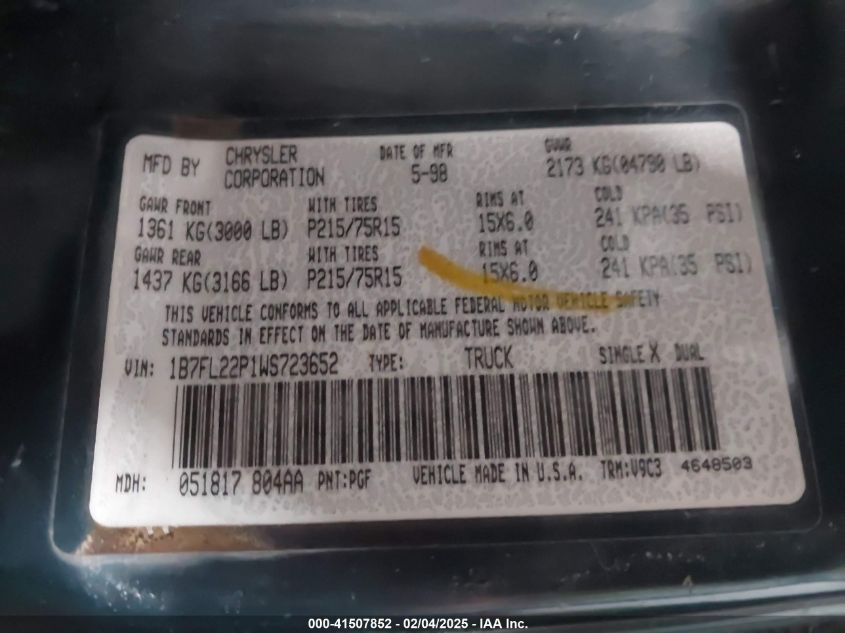 MFD BY CHRYSLER CORPORATION DATE OF MFR 5-98 GVWR 2173 KG(04790 LB)
GAWR FRONT WITH TIRES RIMS AT COLD
1361 KG(3000 LB) P215/75R15 15X6.0 241 KPA(35 PSI)
GAWR REAR WITH TIRES RIMS AT COLD
1437 KG(3166 LB) P215/75R15 15X6.0 241 KPA(35 PSI)
THIS VEHICLE CONFORMS TO ALL APPLICABLE FEDERAL MOTOR VEHICLE SAFETY
STANDARDS IN EFFECT ON THE DATE OF MANUFACTURE SHOWN ABOVE.
VIN: 1B7FL22P1WS723652 TYPE: TRUCK SINGLE X DUAL
MDH: 051817 804AA PNT:PGF VEHICLE MADE IN U.S.A. TRM:V9C3 4648503
000-41507852 - 02/04/2025 - IAA Inc.